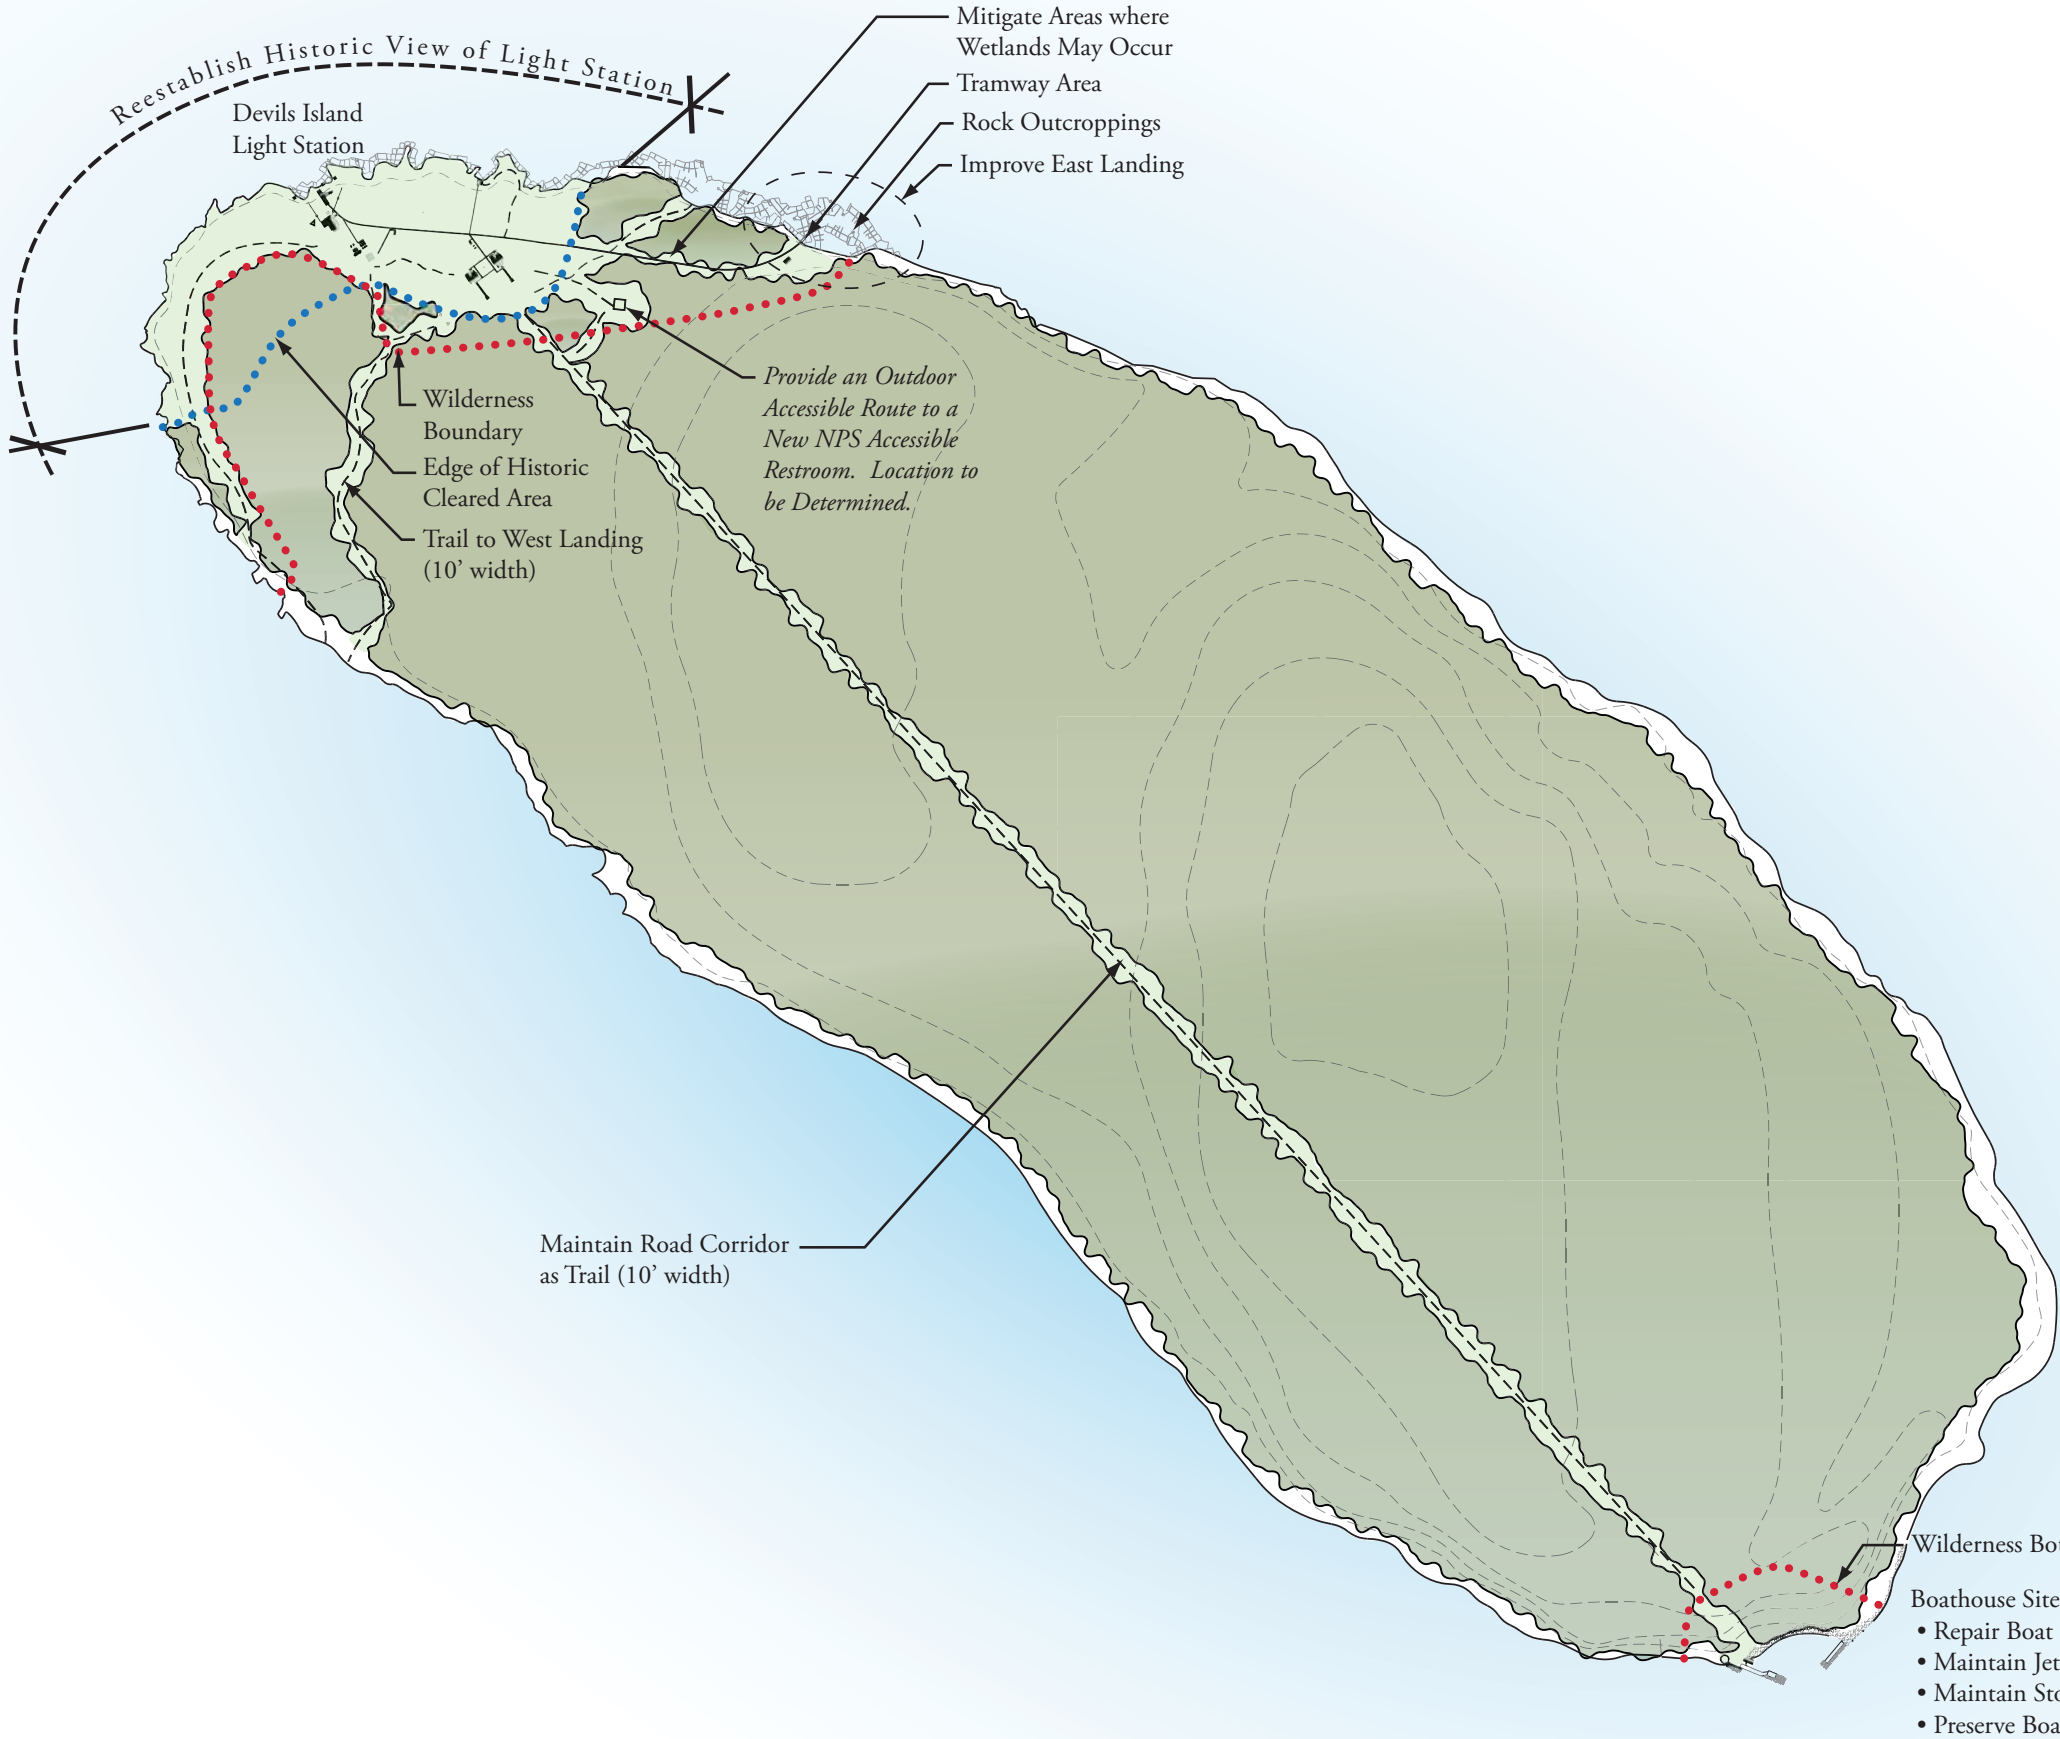 Reestablish Historic View of Light Station
Devils Island
Light Station
Mitigate Areas where
Wetlands May Occur
Tramway Area
Rock Outcroppings
Improve East Landing
Provide an Outdoor
Accessible Route to a
New NPS Accessible
Restroom. Location to
be Determined.
Wilderness
Boundary
Edge of Historic
Cleared Area
Trail to West Landing
(10’ width)
Maintain Road Corridor
as Trail (10’ width)
Wilderness
Boathouse Site
• Repair Boat
• Maintain
• Maintain
• Preserve